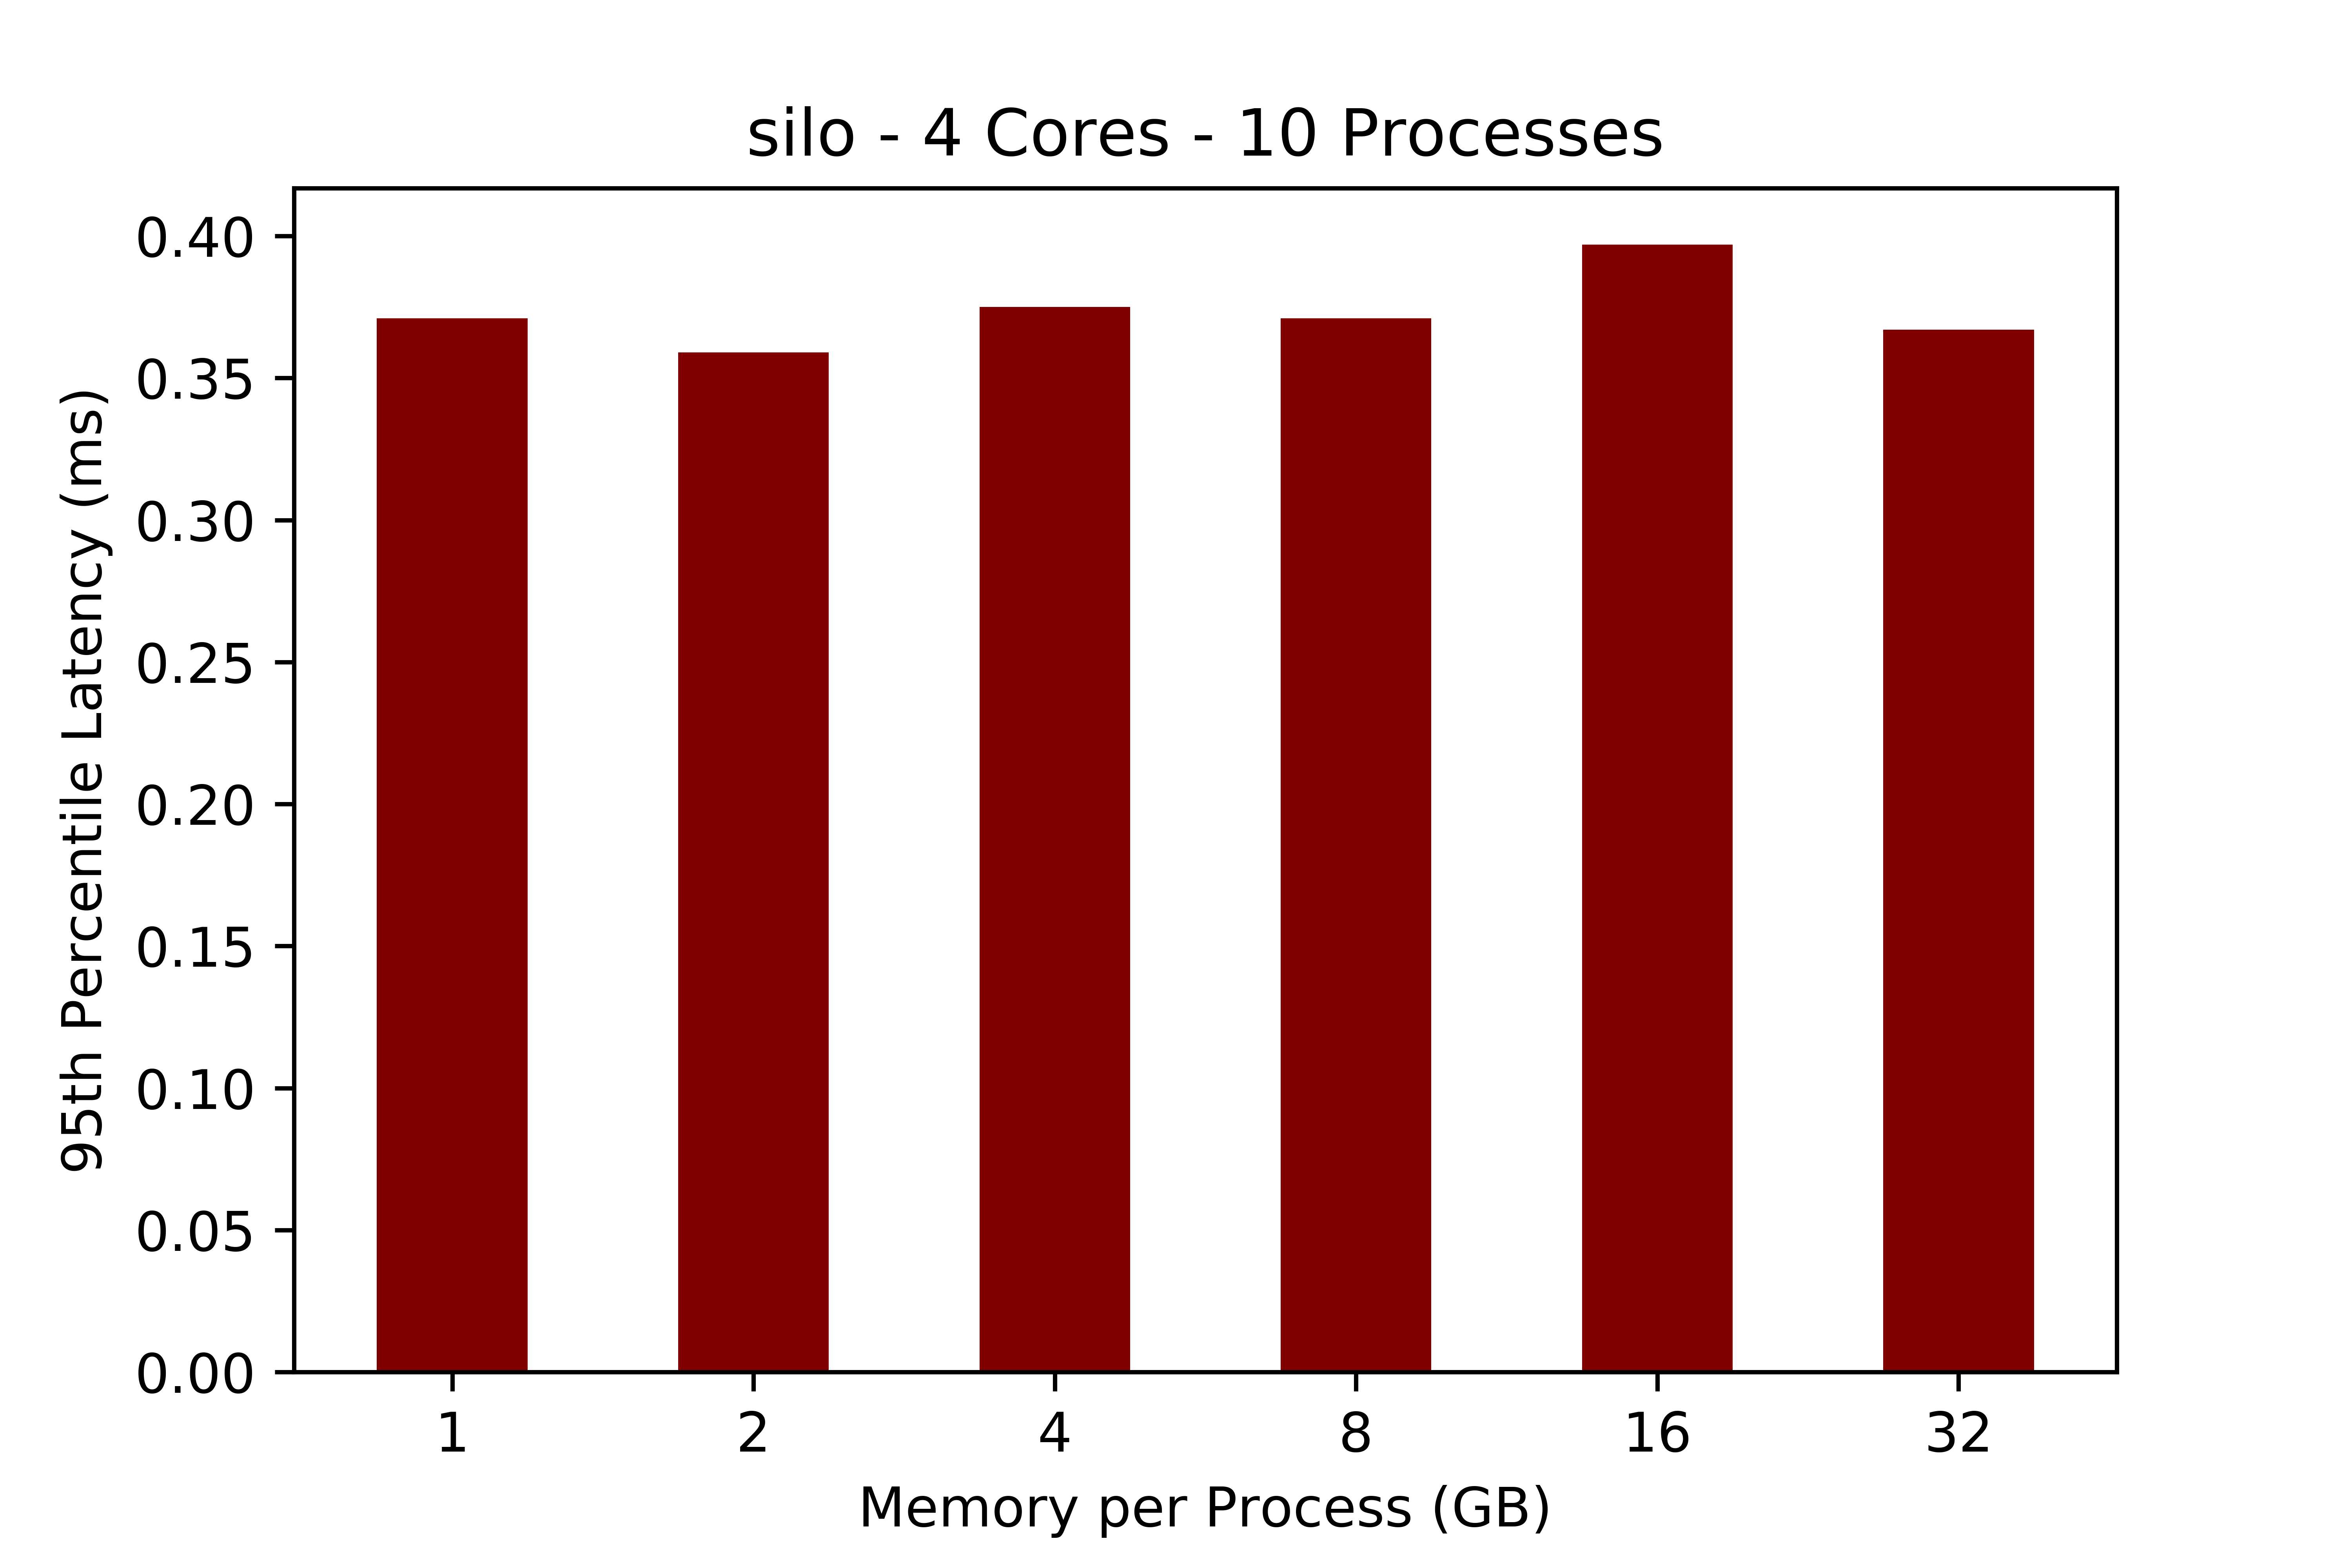 silo - 4 Cores - 10 Processes
95th Percentile Latency (ms)
0.40
0.35
0.30
0.25
0.20
0.15
0.10
0.05
0.00
1 2 4 8 16 32
Memory per Process (GB)